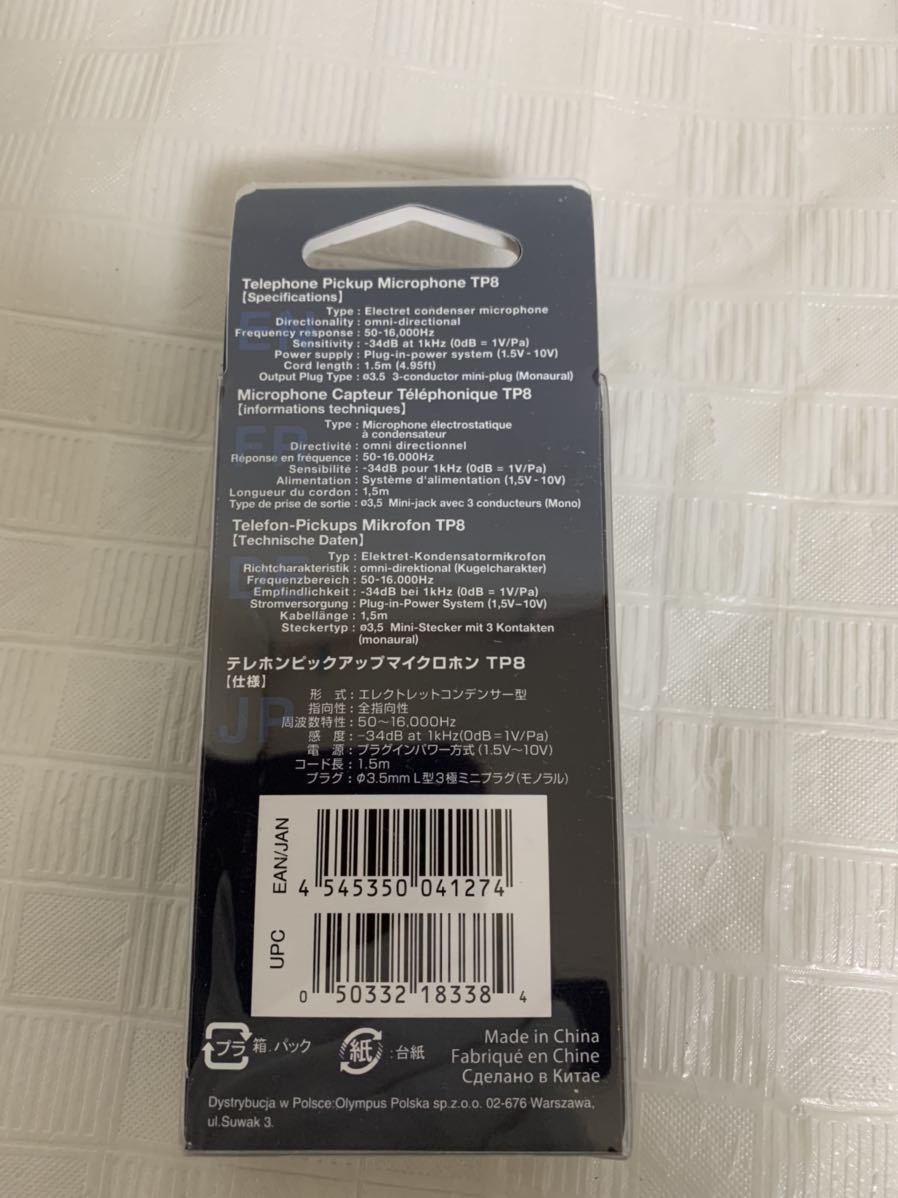 Telephone Pickup Microphone TP8
【Specifications】
EN
Type : Electret condenser microphone
Directionality : omni-directional
Frequency response : 50-16,000Hz
Sensitivity : -34dB at 1kHz (0dB = 1V/Pa)
Power supply : Plug-in-power system (1.5V - 10V)
Cord length : 1.5m (4.95ft)
Output Plug Type : ø3.5 3-conductor mini-plug (Monaural)
Microphone Capteur Téléphonique TP8
【informations techniques】
FR
Type : Microphone électrostatique
à condensateur
Directivité : omni directionnel
Réponse en fréquence : 50-16.000Hz
Sensibilité : -34dB pour 1kHz (0dB = 1V/Pa)
Alimentation : Système d'alimentation (1,5V - 10V)
Longueur du cordon : 1,5m
Type de prise de sortie : ø3,5 Mini-jack avec 3 conducteurs (Mono)
Telefon-Pickups Mikrofon TP8
【Technische Daten】
DE
Typ : Elektret-Kondensatormikrofon
Richtcharakteristik : omni-direktional (Kugelcharakter)
Frequenzbereich : 50-16.000Hz
Empfindlichkeit : -34dB bei 1kHz (0dB = 1V/Pa)
Stromversorgung : Plug-in-Power System (1,5V–10V)
Kabellänge : 1,5m
Steckertyp : ø3,5 Mini-Stecker mit 3 Kontakten
(monaural)
テレホンピックアップマイクロホン TP8
【仕様】
JP
形 式 : エレクトレットコンデンサー型
指向性 : 全指向性
周波数特性 : 50～16,000Hz
感 度 : -34dB at 1kHz(0dB=1V/Pa)
電 源 : プラグインパワー方式(1.5V～10V)
コード長 : 1.5m
プラグ : φ3.5mm L型3極ミニプラグ(モノラル)
EAN/JAN
4 545350 041274
UPC
0 50332 18338 4
プラ 箱.パック
紙 : 台紙
Made in China
Fabriqué en Chine
Сделано в Китае
Dystrybucja w Polsce:Olympus Polska sp.z.o.o. 02-676 Warszawa,
ul.Suwak 3.